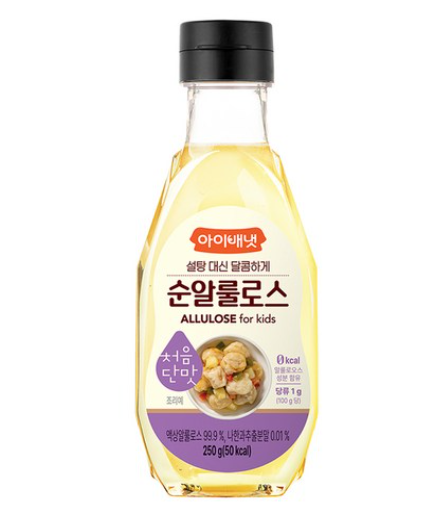 아이배냇
설탕 대신 달콤하게
순알룰로스
ALLULOSE for kids
처음
단맛
조리예
0 kcal
알룰로오스
성분 함유
당류 1 g
(100 g 당)
액상알룰로스 99.9 %, 나한과추출분말 0.01 %
250 g(50 kcal)